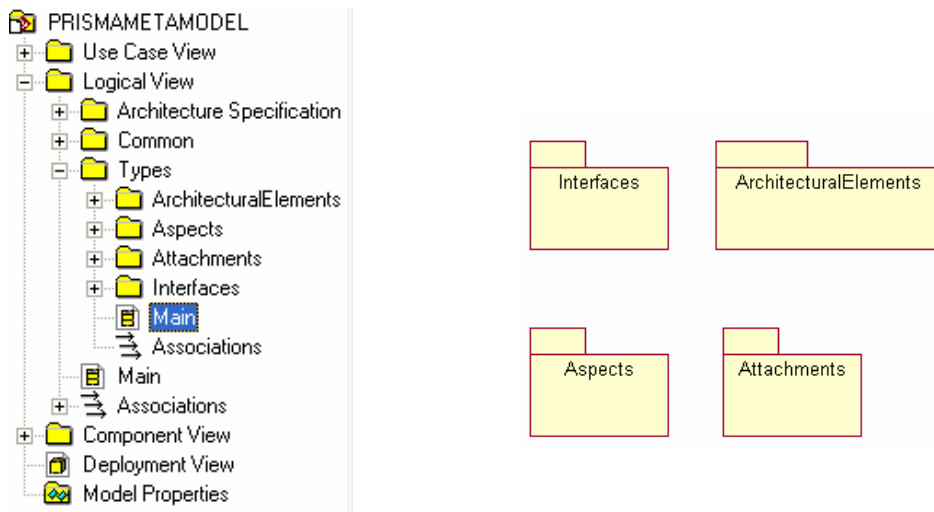 PRISMAMETAMODEL
Use Case View
Logical View
Architecture Specification
Common
Types
ArchitecturalElements
Aspects
Attachments
Interfaces
Main
Associations
Main
Associations
Component View
Deployment View
Model Properties
Interfaces
ArchitecturalElements
Aspects
Attachments